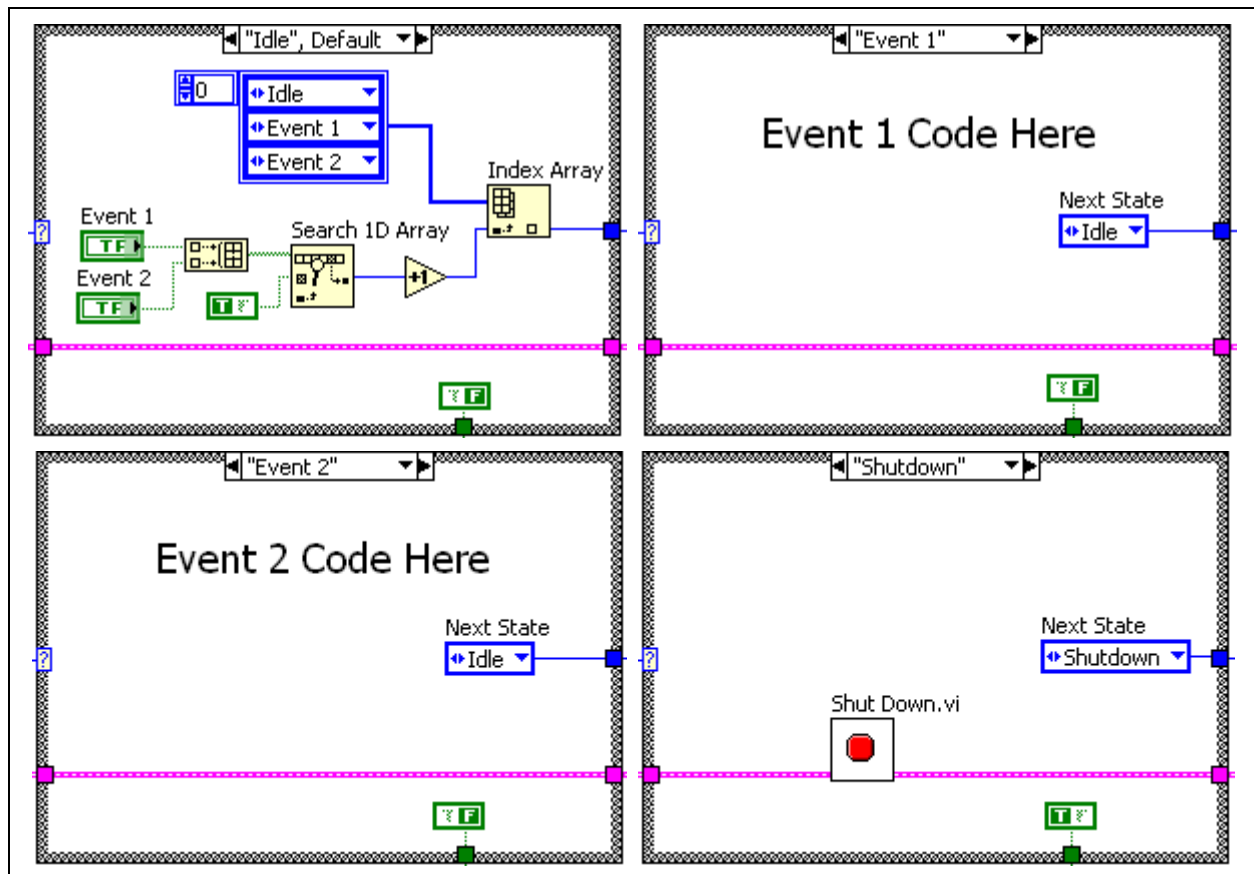 "Idle", Default
0
Idle
Event 1
Event 2
Index Array
Event 1
TF
Search 1D Array
+1
Event 2
TF
T
?
F
"Event 1"
Event 1 Code Here
Next State
Idle
?
F
"Event 2"
Event 2 Code Here
Next State
Idle
?
F
"Shutdown"
Next State
Shutdown
?
Shut Down.vi
T